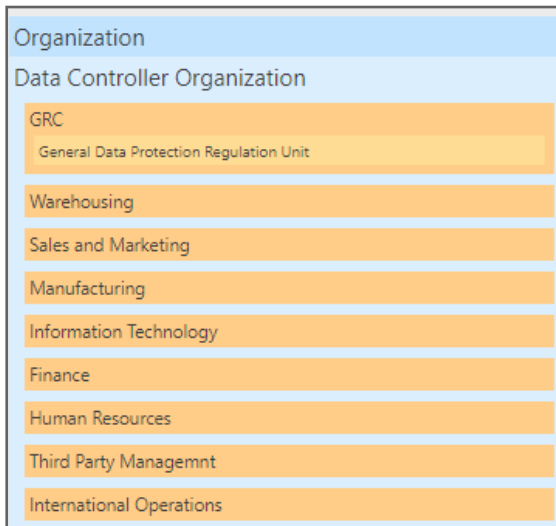 Organization
Data Controller Organization
GRC
General Data Protection Regulation Unit
Warehousing
Sales and Marketing
Manufacturing
Information Technology
Finance
Human Resources
Third Party Managemnt
International Operations